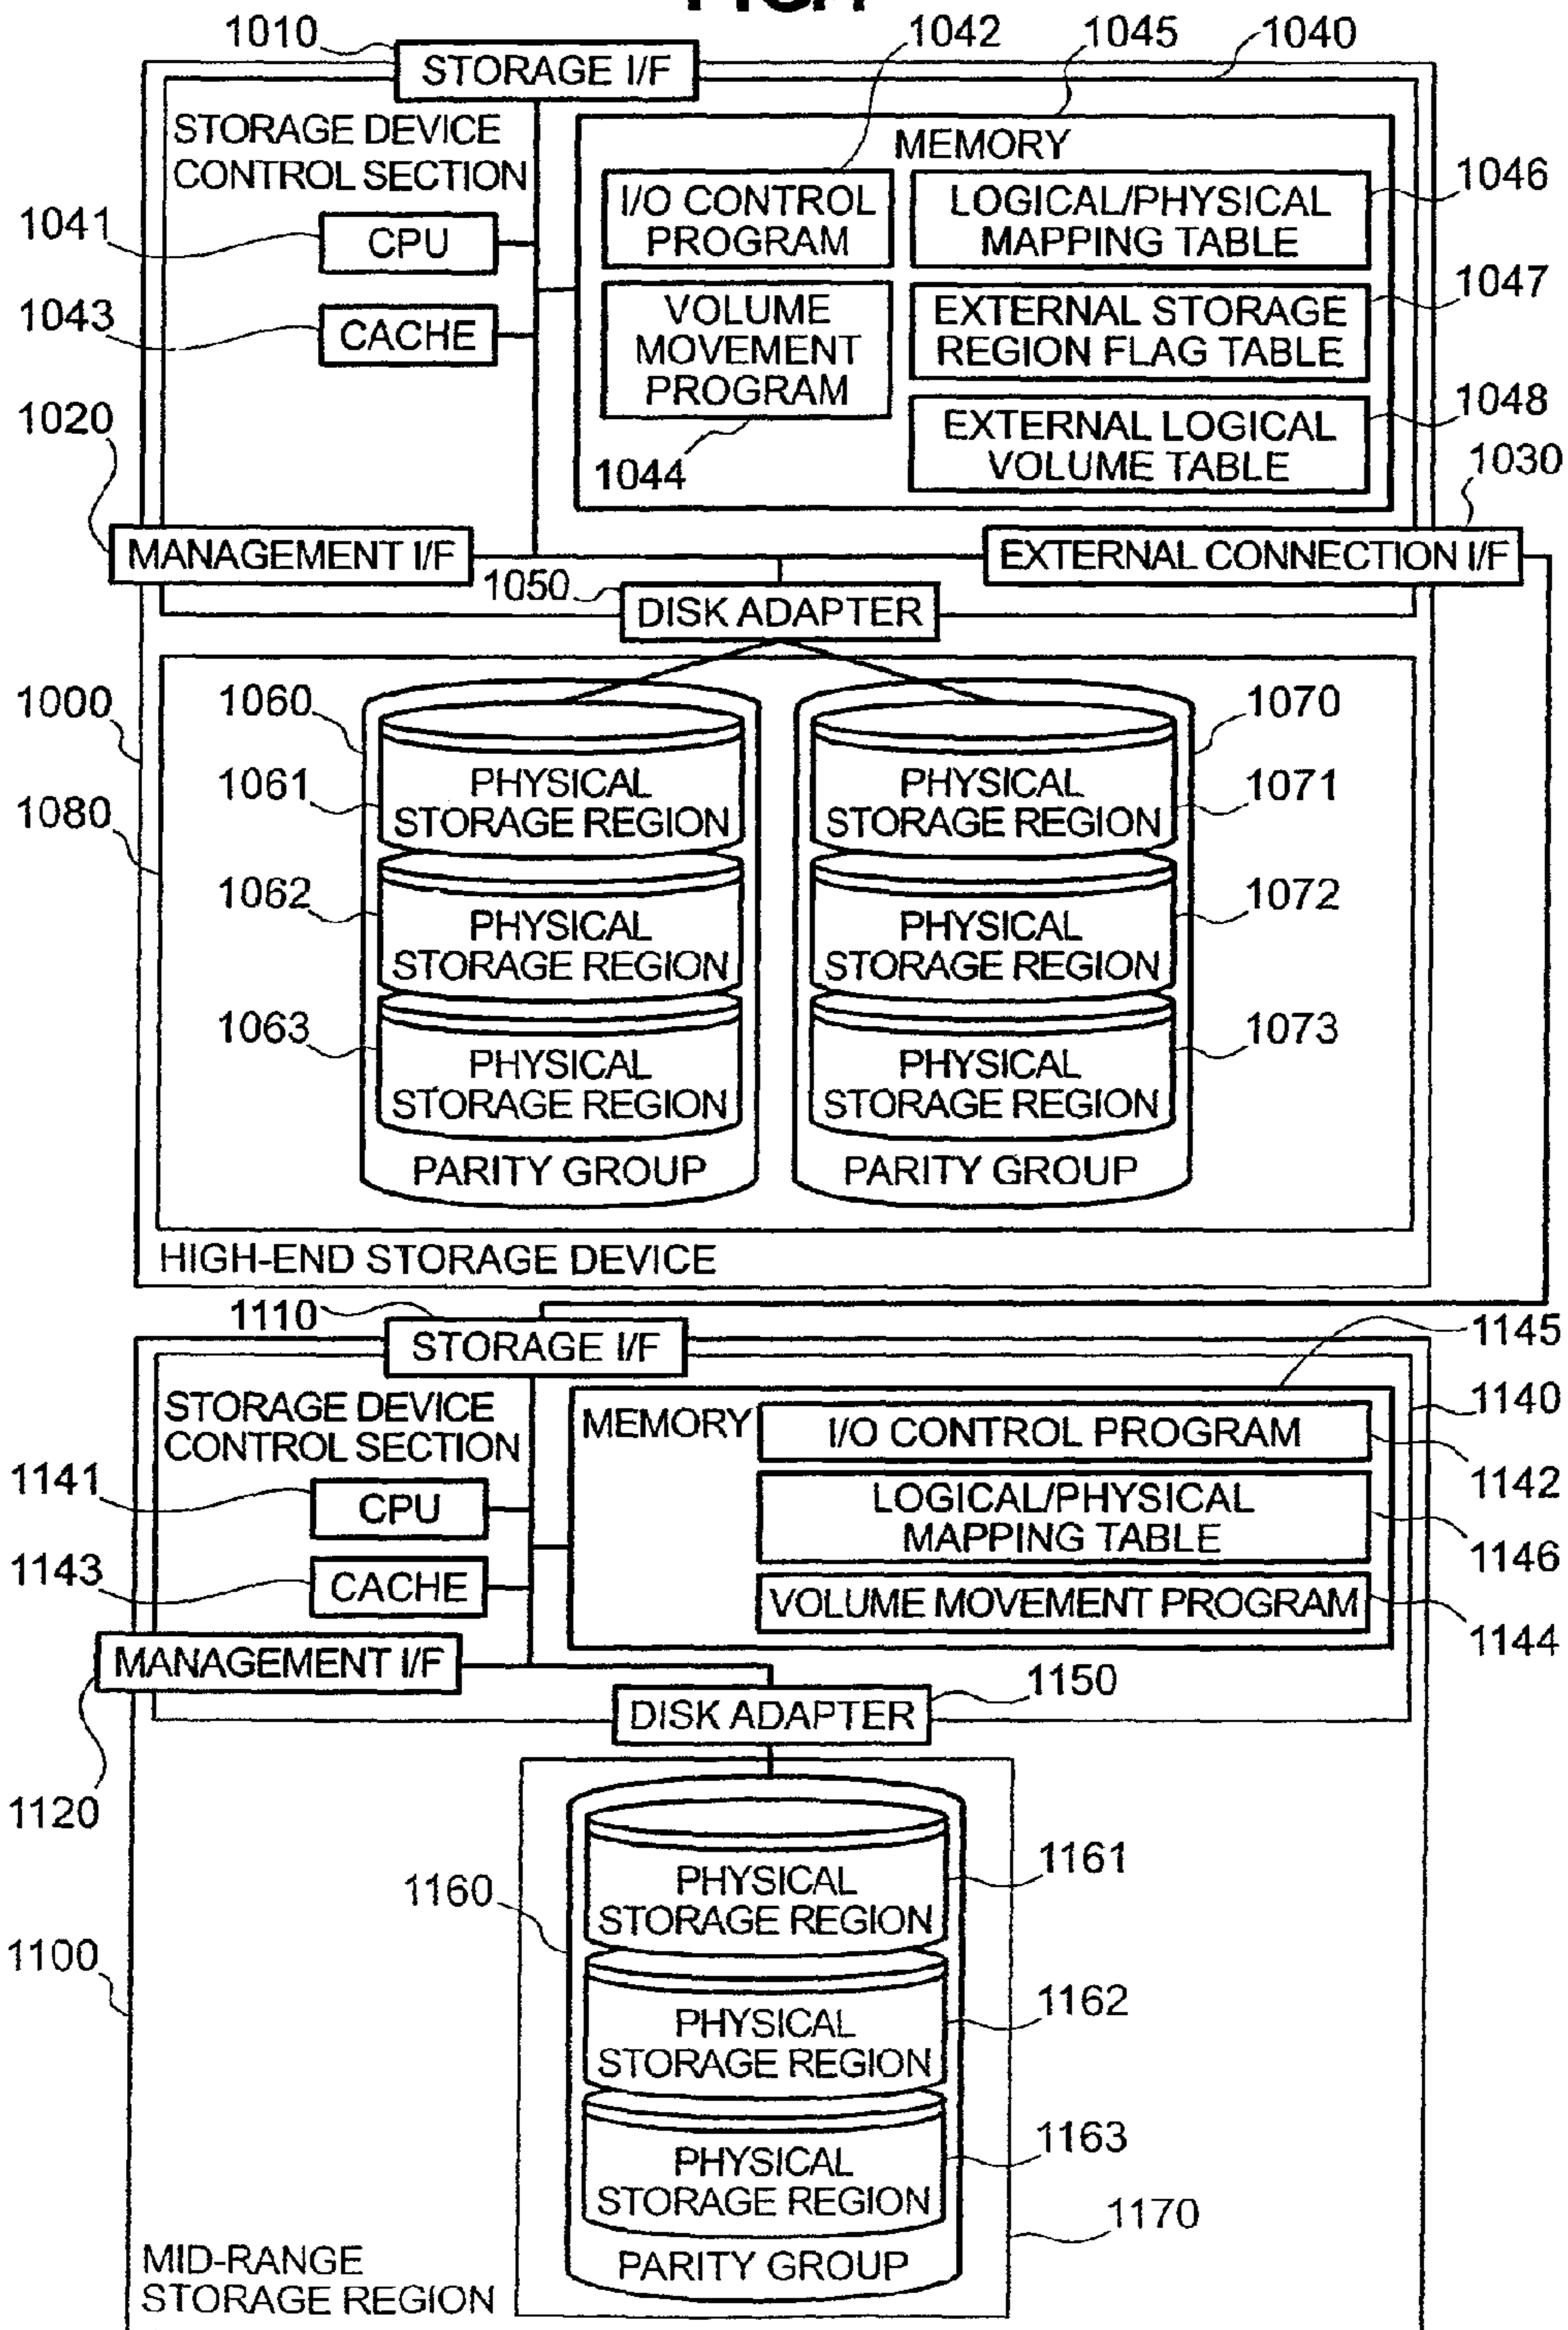 1010
1042
1045
1040
STORAGE I/F
STORAGE DEVICE
CONTROL SECTION
MEMORY
1041
CPU
I/O CONTROL
PROGRAM
LOGICAL/PHYSICAL
MAPPING TABLE
1046
1043
CACHE
VOLUME
MOVEMENT
PROGRAM
EXTERNAL STORAGE
REGION FLAG TABLE
1047
1020
1044
EXTERNAL LOGICAL
VOLUME TABLE
1048
1030
MANAGEMENT I/F
EXTERNAL CONNECTION I/F
1050
DISK ADAPTER
1000
1060
1070
1061
PHYSICAL
STORAGE REGION
PHYSICAL
STORAGE REGION
1071
1080
1062
PHYSICAL
STORAGE REGION
PHYSICAL
STORAGE REGION
1072
1063
PHYSICAL
STORAGE REGION
PHYSICAL
STORAGE REGION
1073
PARITY GROUP
PARITY GROUP
HIGH-END STORAGE DEVICE
1110
STORAGE I/F
1145
STORAGE DEVICE
CONTROL SECTION
MEMORY
I/O CONTROL PROGRAM
1140
1142
1141
CPU
LOGICAL/PHYSICAL
MAPPING TABLE
1146
1143
CACHE
VOLUME MOVEMENT PROGRAM
1144
MANAGEMENT I/F
1150
DISK ADAPTER
1120
1160
PHYSICAL
STORAGE REGION
1161
1100
PHYSICAL
STORAGE REGION
1162
PHYSICAL
STORAGE REGION
1163
1170
PARITY GROUP
MID-RANGE
STORAGE REGION